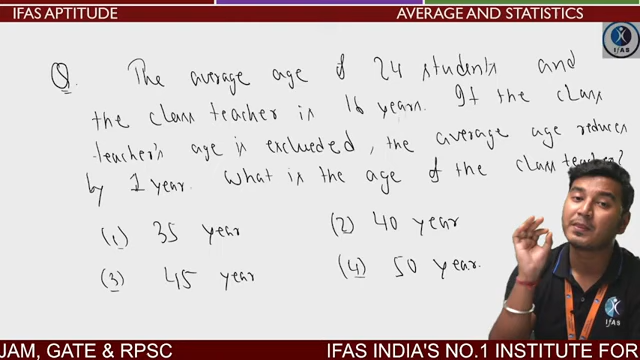 IFAS APTITUDE
AVERAGE AND STATISTICS
IFAS
Q. The average age of 24 students and
the class teacher is 16 years. If the class
teacher's age is excluded, the average age reduces
by 1 year. What is the age of the class teacher?
(1) 35 year
(2) 40 year
(3) 45 year
(4) 50 year.
IFAS
JAM, GATE & RPSC
IFAS INDIA'S NO.1 INSTITUTE FOR